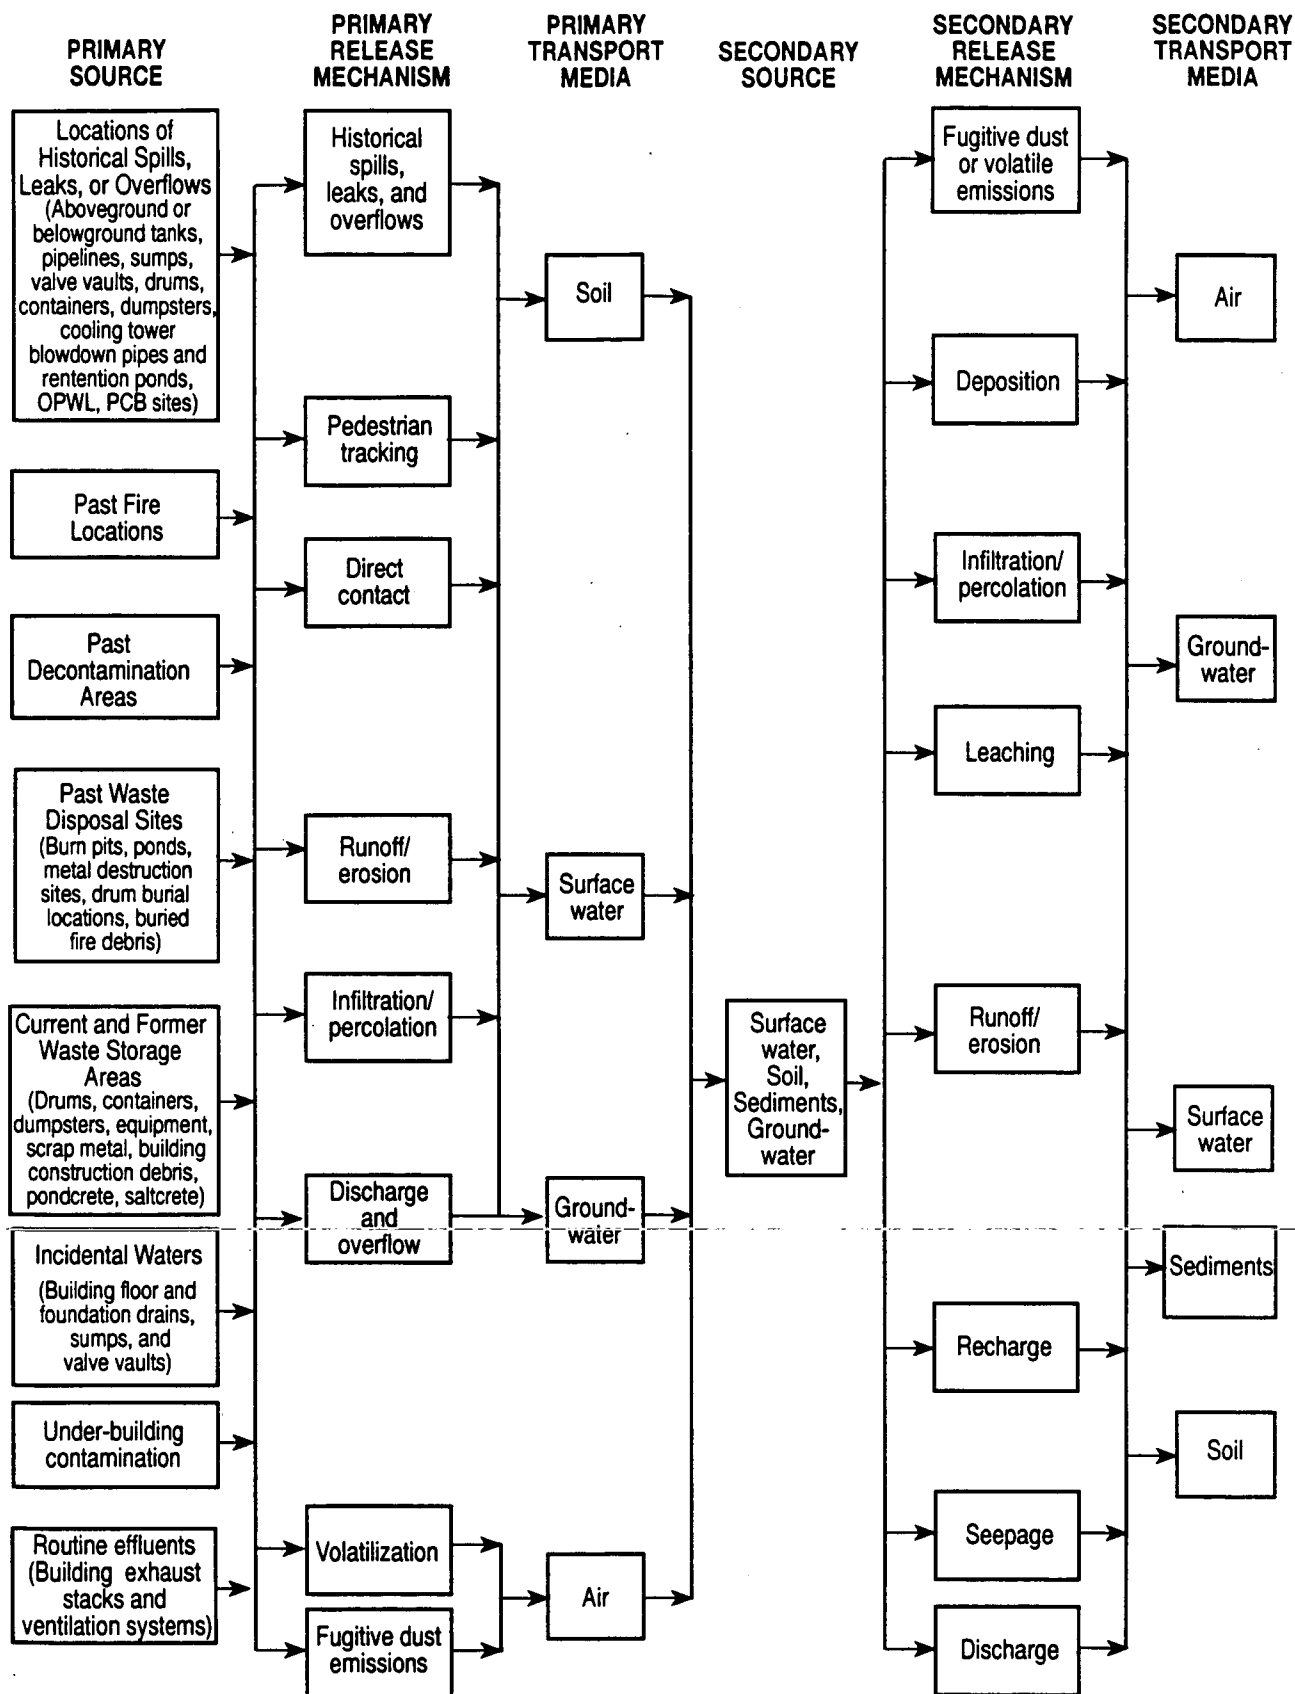 PRIMARY
SOURCE
PRIMARY
RELEASE
MECHANISM
PRIMARY
TRANSPORT
MEDIA
SECONDARY
SOURCE
SECONDARY
RELEASE
MECHANISM
SECONDARY
TRANSPORT
MEDIA
Locations of
Historical Spills,
Leaks, or Overflows
(Aboveground or
belowground tanks,
pipelines, sumps,
valve vaults, drums,
containers, dumpsters,
cooling tower
blowdown pipes and
rentention ponds,
OPWL, PCB sites)
Past Fire
Locations
Past
Decontamination
Areas
Past Waste
Disposal Sites
(Burn pits, ponds,
metal destruction
sites, drum burial
locations, buried
fire debris)
Current and Former
Waste Storage
Areas
(Drums, containers,
dumpsters, equipment,
scrap metal, building
construction debris,
pondcrete, saltcrete)
Incidental Waters
(Building floor and
foundation drains,
sumps, and
valve vaults)
Under-building
contamination
Routine effluents
(Building exhaust
stacks and
ventilation systems)
Historical
spills,
leaks, and
overflows
Pedestrian
tracking
Direct
contact
Runoff/
erosion
Infiltration/
percolation
Discharge
and
overflow
Volatilization
Fugitive dust
emissions
Soil
Surface
water
Ground-
water
Air
Surface
water,
Soil,
Sediments,
Ground-
water
Fugitive dust
or volatile
emissions
Deposition
Infiltration/
percolation
Leaching
Runoff/
erosion
Recharge
Seepage
Discharge
Air
Ground-
water
Surface
water
Sediments
Soil